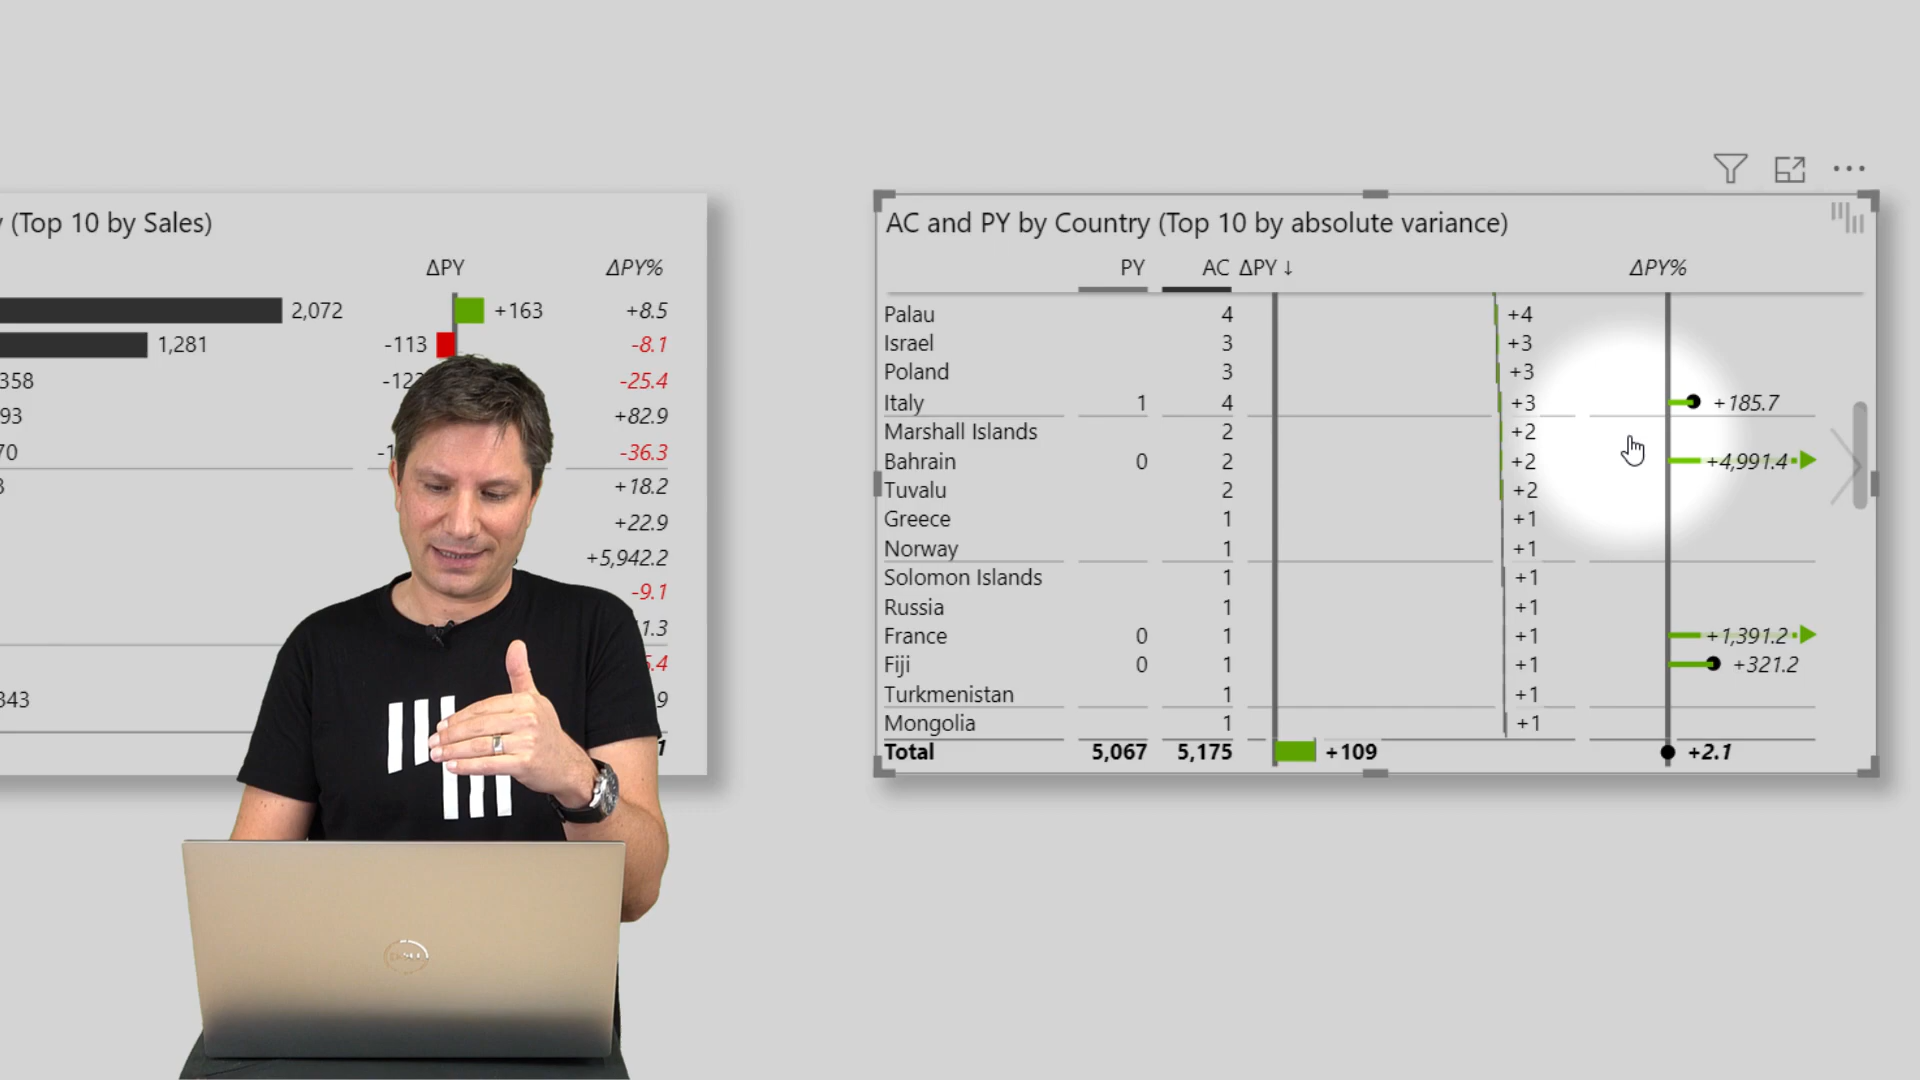 (Top 10 by Sales)
ΔPY ΔPY%
2,072 +163 +8.5
1,281 -113 -8.1
358 -25.4
93 +82.9
70 -36.3
+18.2
+22.9
+5,942.2
-9.1
343
AC and PY by Country (Top 10 by absolute variance)
PY AC ΔPY ↓ ΔPY%
Palau 4 +4
Israel 3 +3
Poland 3 +3
Italy 1 4 +3 +185.7
Marshall Islands 2 +2
Bahrain 0 2 +2 +4,991.4
Tuvalu 2 +2
Greece 1 +1
Norway 1 +1
Solomon Islands 1 +1
Russia 1 +1
France 0 1 +1 +1,391.2
Fiji 0 1 +1 +321.2
Turkmenistan 1 +1
Mongolia 1 +1
Total 5,067 5,175 +109 +2.1
DELL